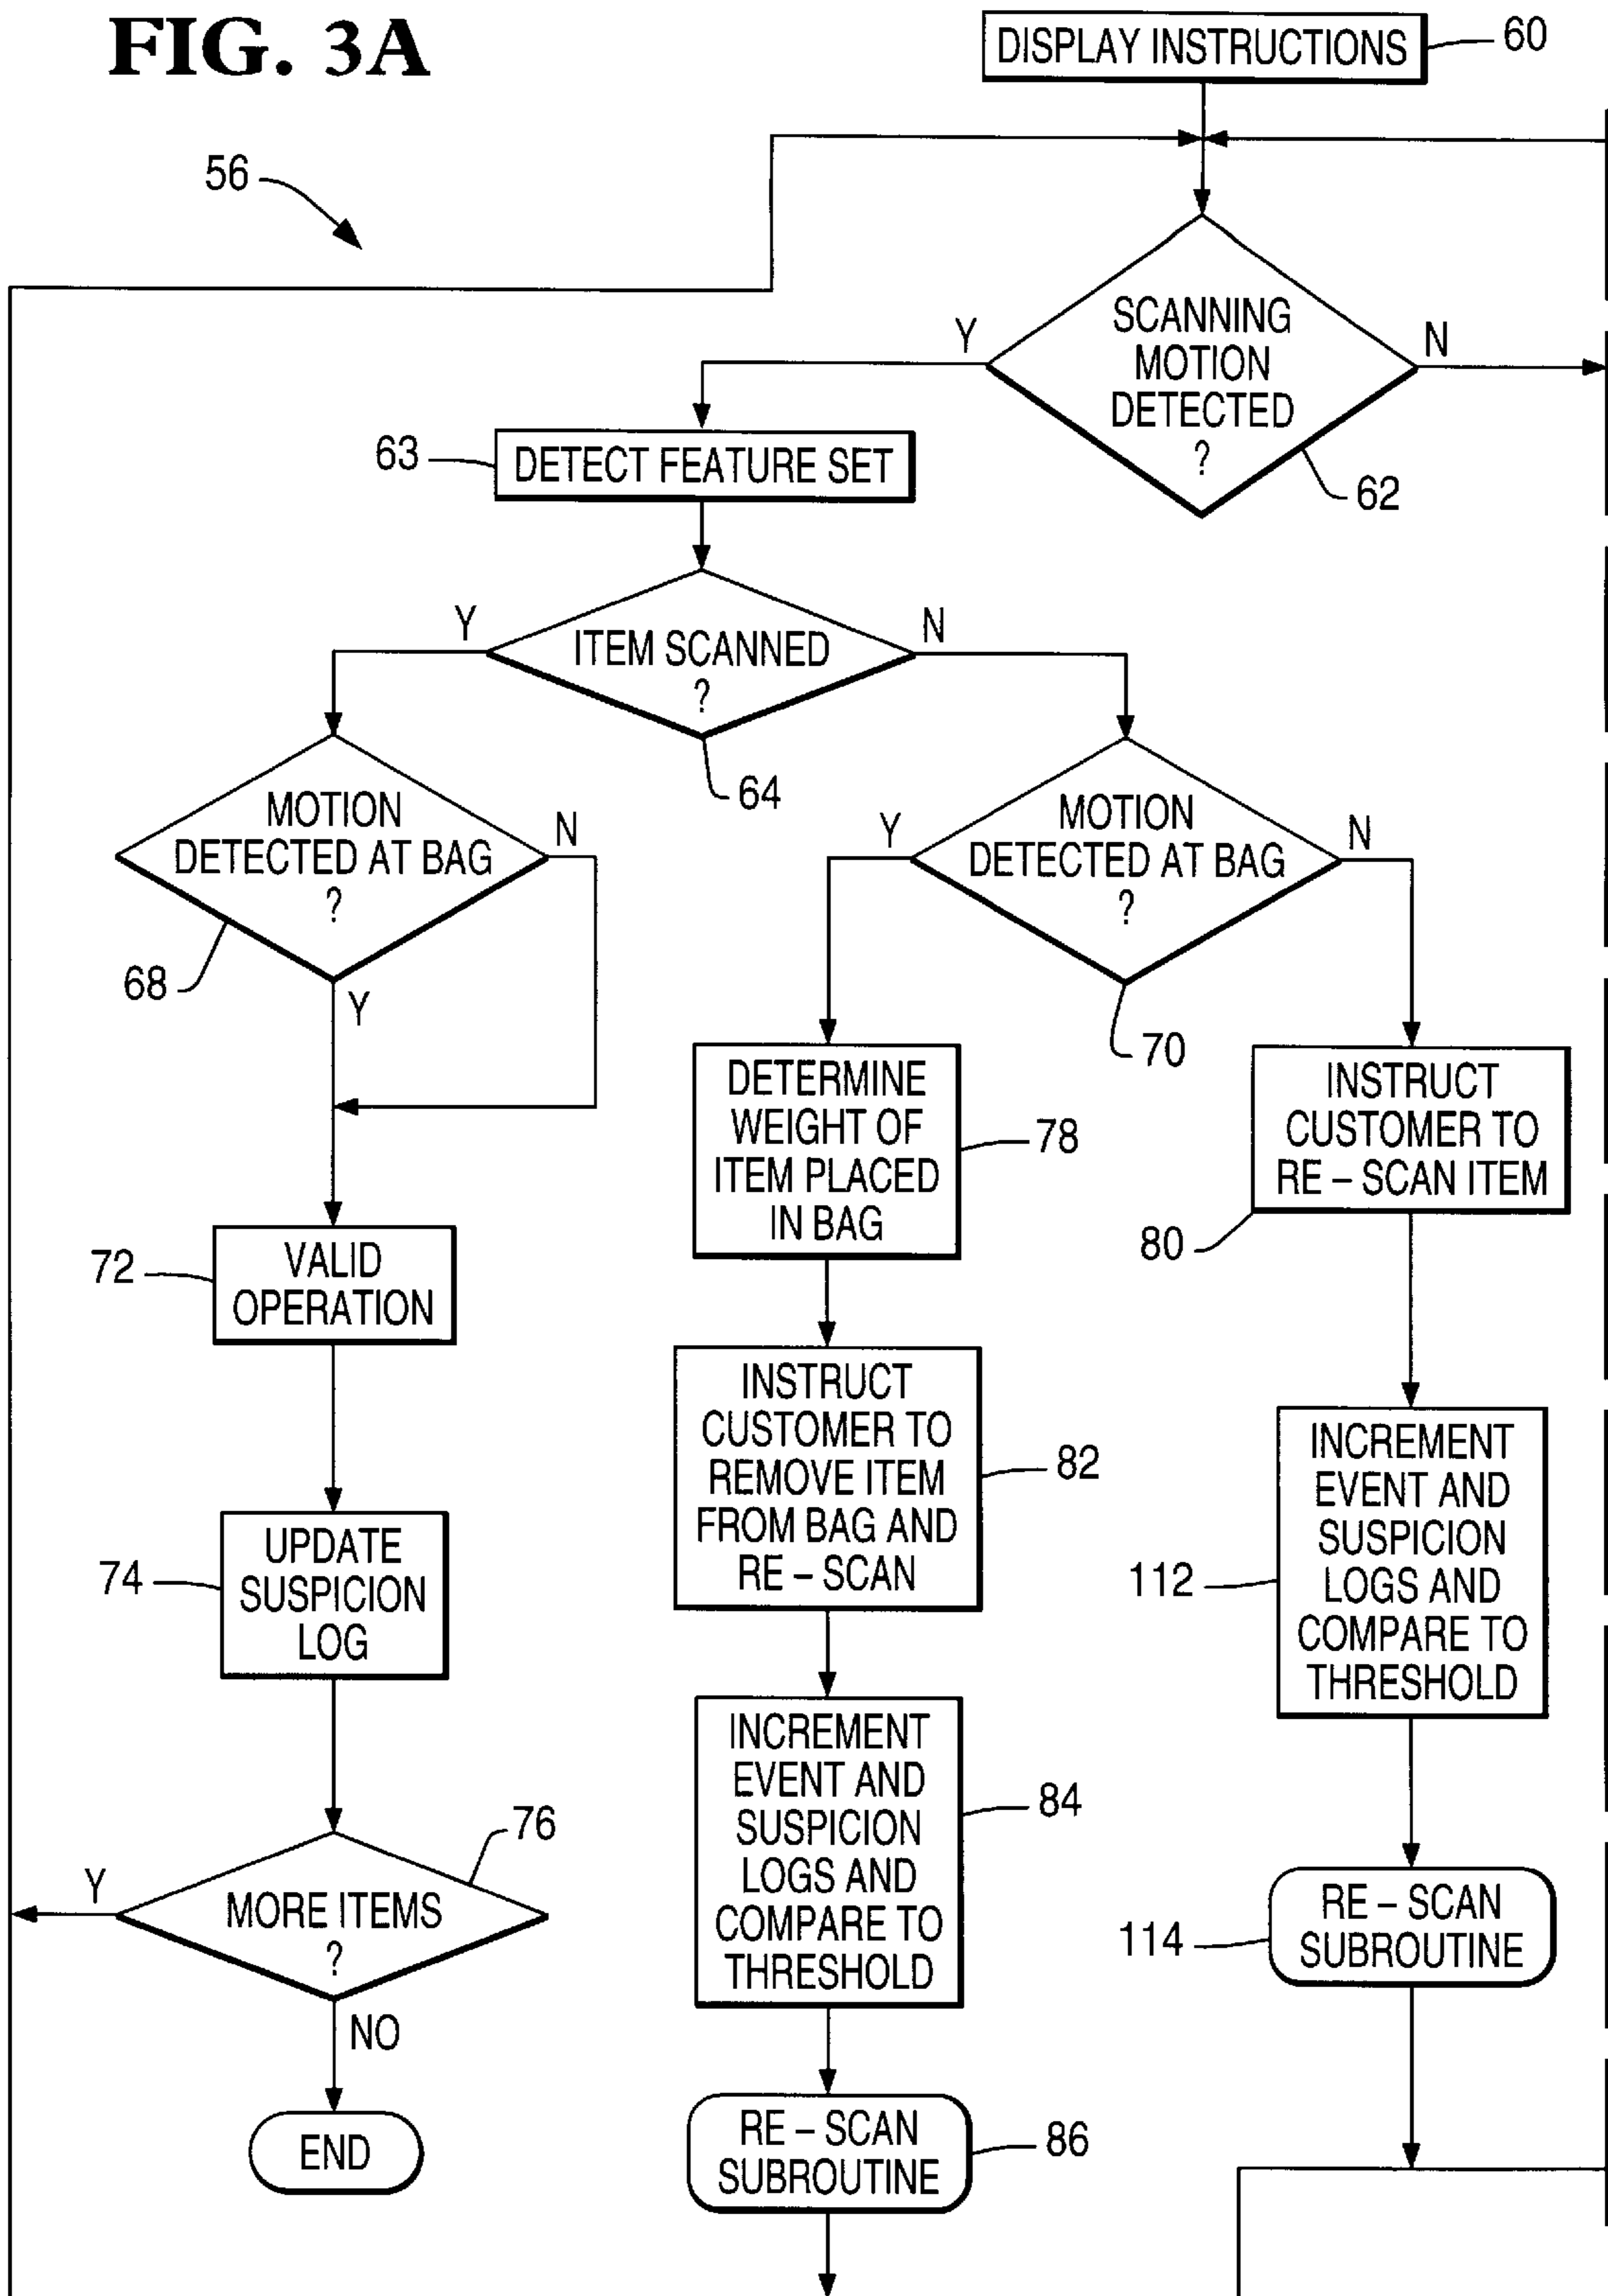 FIG. 3A
DISPLAY INSTRUCTIONS
60
56
SCANNING
MOTION
DETECTED
?
Y
N
62
63
DETECT FEATURE SET
ITEM SCANNED
?
Y
N
64
MOTION
DETECTED AT BAG
?
N
Y
68
MOTION
DETECTED AT BAG
?
Y
N
70
72
VALID
OPERATION
74
UPDATE
SUSPICION
LOG
76
MORE ITEMS
?
Y
NO
END
DETERMINE
WEIGHT OF
ITEM PLACED
IN BAG
78
INSTRUCT
CUSTOMER TO
REMOVE ITEM
FROM BAG AND
RE – SCAN
82
INCREMENT
EVENT AND
SUSPICION
LOGS AND
COMPARE TO
THRESHOLD
84
RE – SCAN
SUBROUTINE
86
INSTRUCT
CUSTOMER TO
RE – SCAN ITEM
80
INCREMENT
EVENT AND
SUSPICION
LOGS AND
COMPARE TO
THRESHOLD
112
RE – SCAN
SUBROUTINE
114